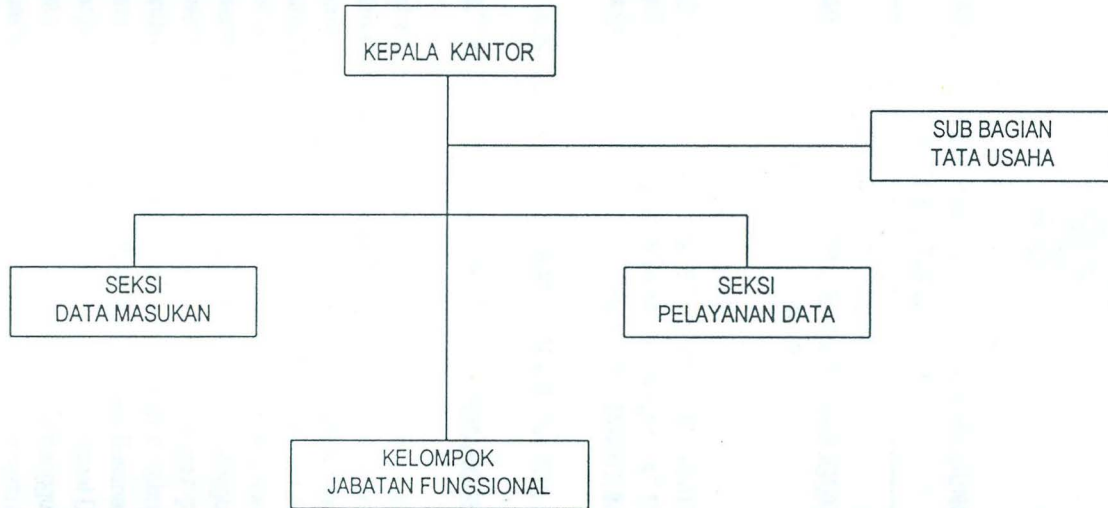 KEPALA KANTOR
SUB BAGIAN
TATA USAHA
SEKSI
DATA MASUKAN
SEKSI
PELAYANAN DATA
KELOMPOK
JABATAN FUNGSIONAL